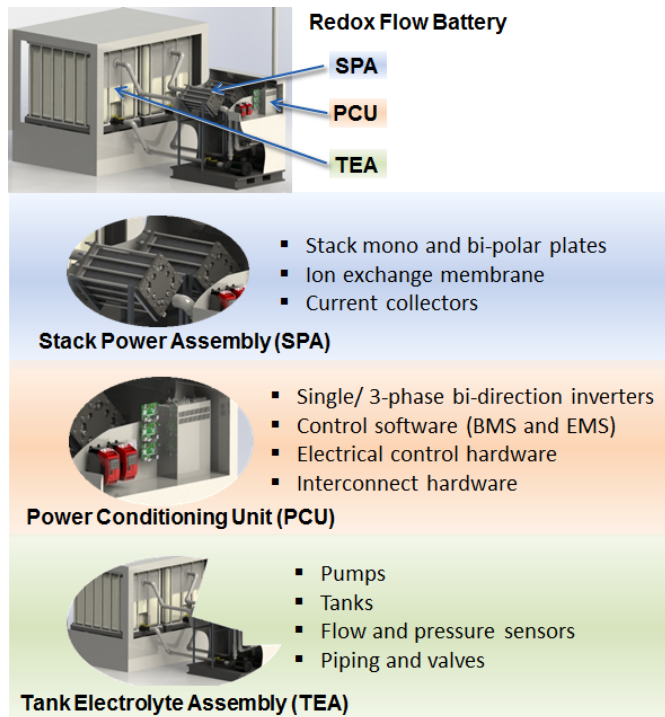 Redox Flow Battery
SPA
PCU
TEA
▪ Stack mono and bi-polar plates
▪ Ion exchange membrane
▪ Current collectors
Stack Power Assembly (SPA)
▪ Single/ 3-phase bi-direction inverters
▪ Control software (BMS and EMS)
▪ Electrical control hardware
▪ Interconnect hardware
Power Conditioning Unit (PCU)
▪ Pumps
▪ Tanks
▪ Flow and pressure sensors
▪ Piping and valves
Tank Electrolyte Assembly (TEA)